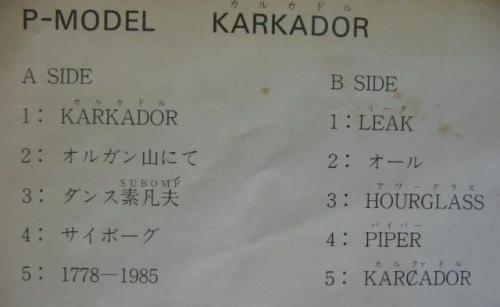 カルカドル
P-MODEL KARKADOR
A SIDE
カルカドル
1: KARKADOR
2: オルガン山にて
SUBOMP
3: ダンス素凡夫
4: サイボーグ
5: 1778—1985
B SIDE
リーク
1:LEAK
2: オール
アワーグラス
3: HOURGLASS
パイパー
4: PIPER
カルクァドル
5: KARȻADOR